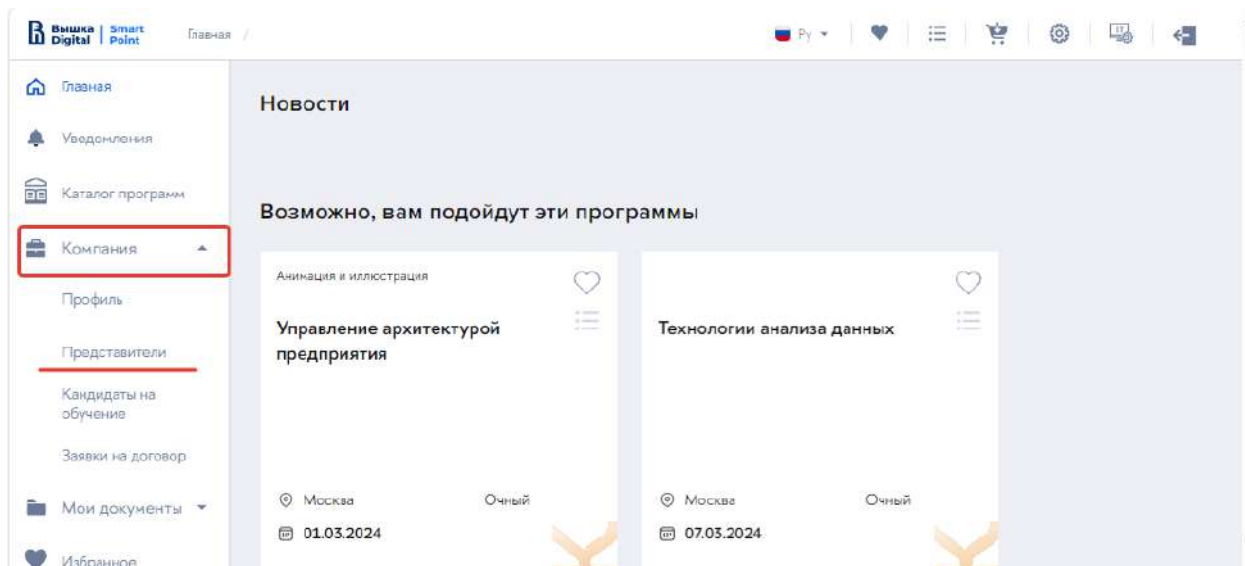 Вышка | Smart
Digital | Point
Главная /
Ру
Главная
Уведомления
Каталог программ
Компания
Профиль
Представители
Кандидаты на
обучение
Заявки на договор
Мои документы
Избранное
Новости
Возможно, вам подойдут эти программы
Анимация и иллюстрация
Управление архитектурой
предприятия
Москва Очный
01.03.2024
Технологии анализа данных
Москва Очный
07.03.2024